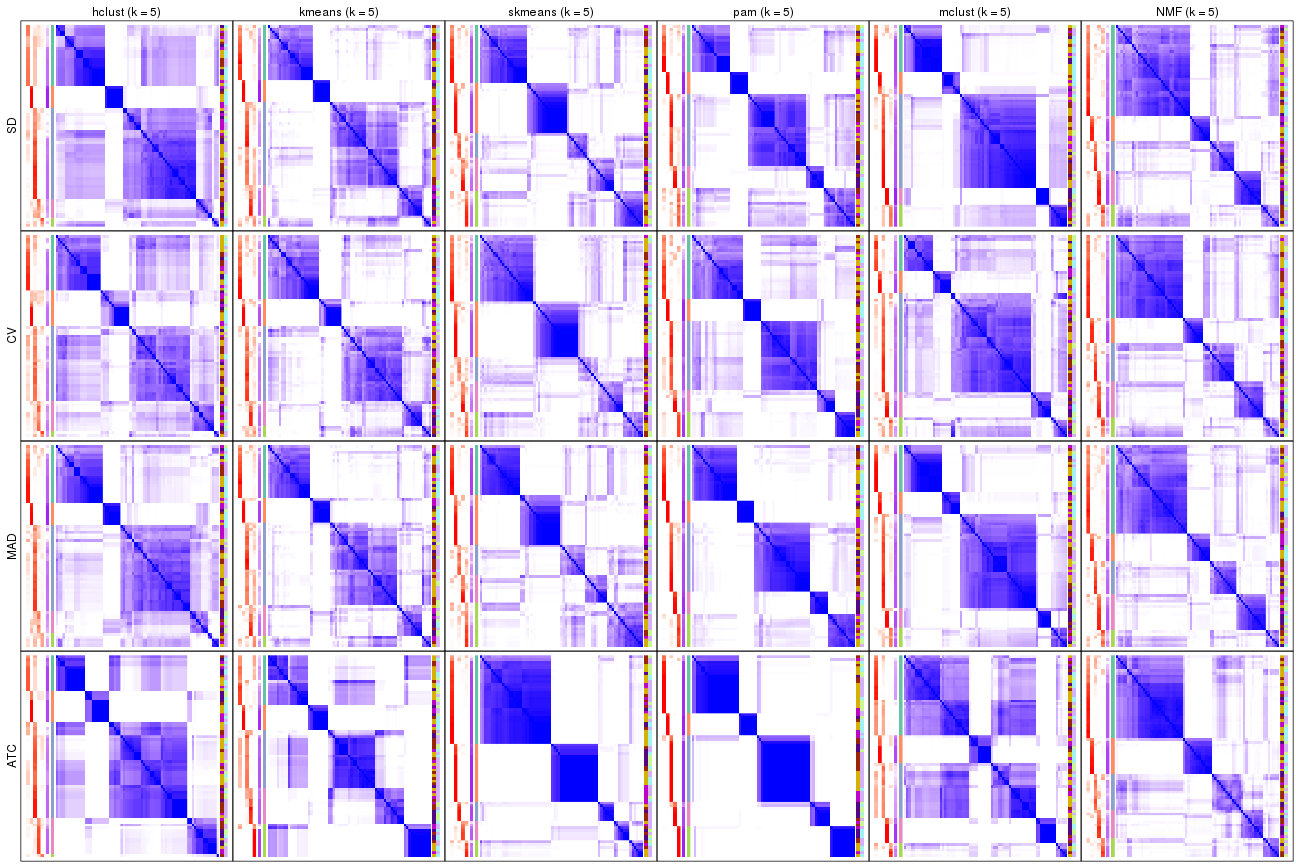 hclust (k = 5) kmeans (k = 5) skmeans (k = 5) pam (k = 5) mclust (k = 5) NMF (k = 5)
SD
CV
MAD
ATC